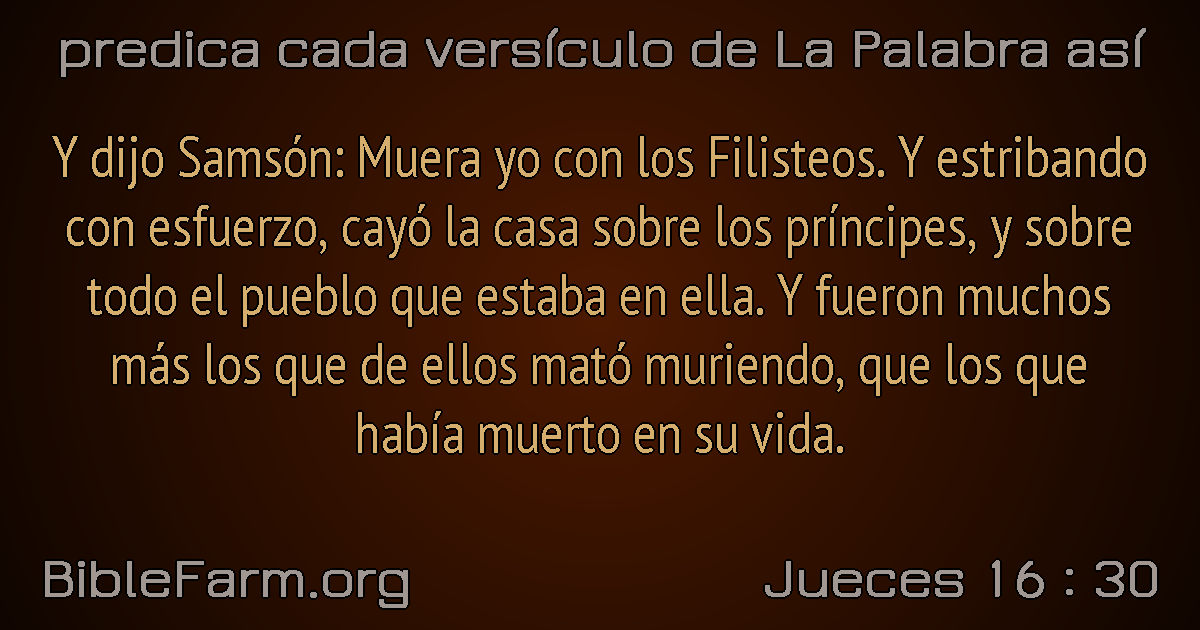 predica cada versículo de La Palabra así
Y dijo Samsón: Muera yo con los Filisteos. Y estribando
con esfuerzo, cayó la casa sobre los príncipes, y sobre
todo el pueblo que estaba en ella. Y fueron muchos
más los que de ellos mató muriendo, que los que
había muerto en su vida.
BibleFarm.org
Jueces 16 : 30